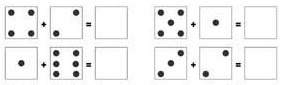 + =
+ =
+ =
+ =